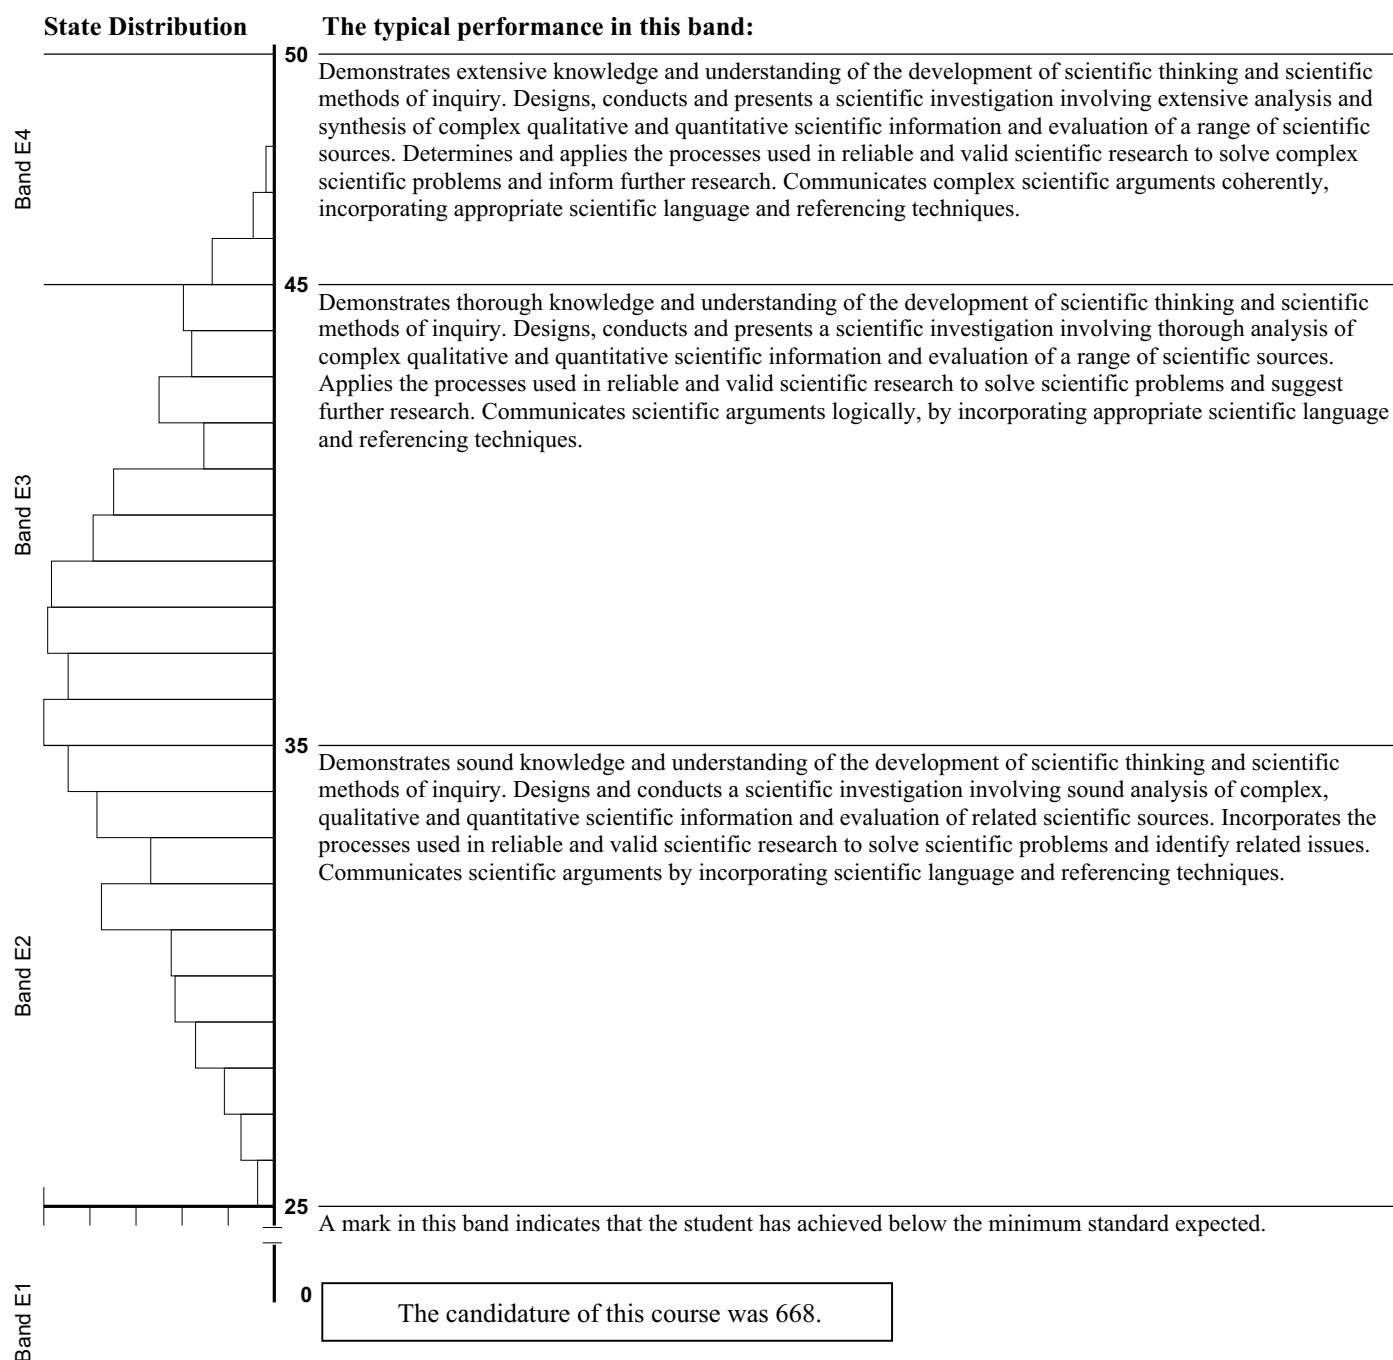 State Distribution
The typical performance in this band:
50
Demonstrates extensive knowledge and understanding of the development of scientific thinking and scientific
methods of inquiry. Designs, conducts and presents a scientific investigation involving extensive analysis and
synthesis of complex qualitative and quantitative scientific information and evaluation of a range of scientific
sources. Determines and applies the processes used in reliable and valid scientific research to solve complex
scientific problems and inform further research. Communicates complex scientific arguments coherently,
incorporating appropriate scientific language and referencing techniques.
Band E4
45
Demonstrates thorough knowledge and understanding of the development of scientific thinking and scientific
methods of inquiry. Designs, conducts and presents a scientific investigation involving thorough analysis of
complex qualitative and quantitative scientific information and evaluation of a range of scientific sources.
Applies the processes used in reliable and valid scientific research to solve scientific problems and suggest
further research. Communicates scientific arguments logically, by incorporating appropriate scientific language
and referencing techniques.
Band E3
35
Demonstrates sound knowledge and understanding of the development of scientific thinking and scientific
methods of inquiry. Designs and conducts a scientific investigation involving sound analysis of complex,
qualitative and quantitative scientific information and evaluation of related scientific sources. Incorporates the
processes used in reliable and valid scientific research to solve scientific problems and identify related issues.
Communicates scientific arguments by incorporating scientific language and referencing techniques.
Band E2
25
A mark in this band indicates that the student has achieved below the minimum standard expected.
0
Band E1
The candidature of this course was 668.